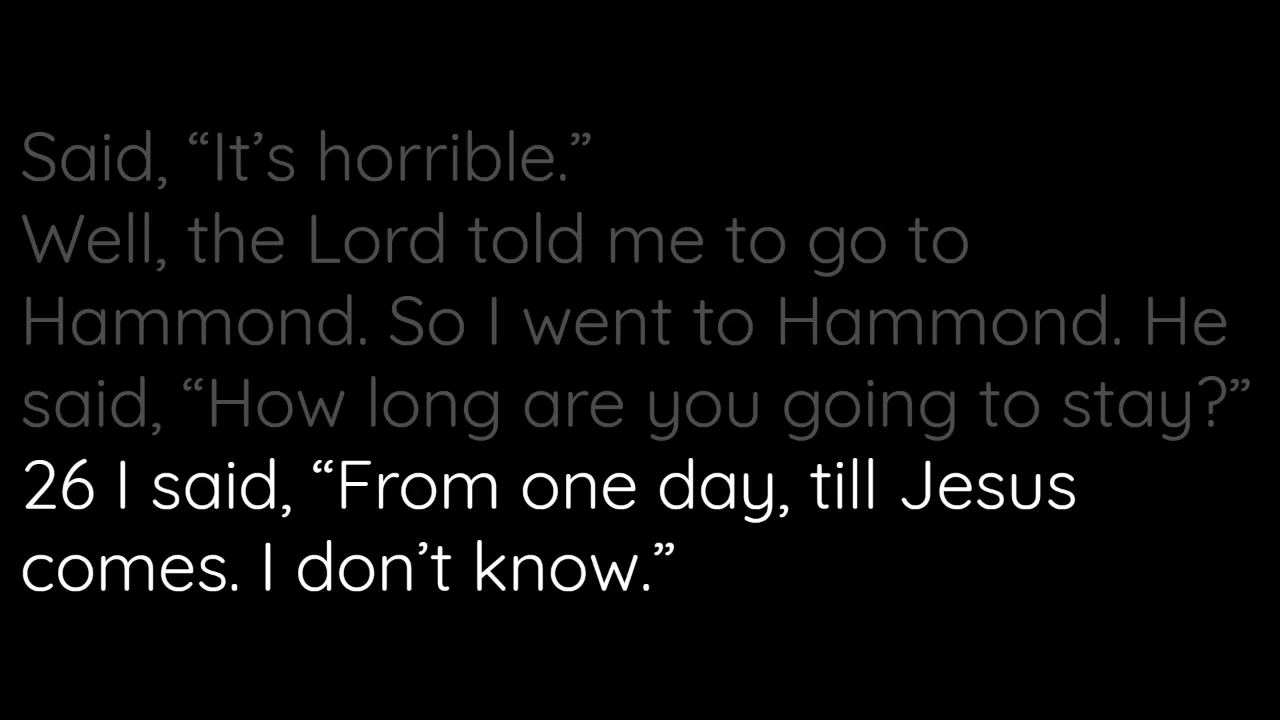 Said, “It’s horrible.”
Well, the Lord told me to go to
Hammond. So I went to Hammond. He
said, “How long are you going to stay?”
26 I said, “From one day, till Jesus
comes. I don’t know.”